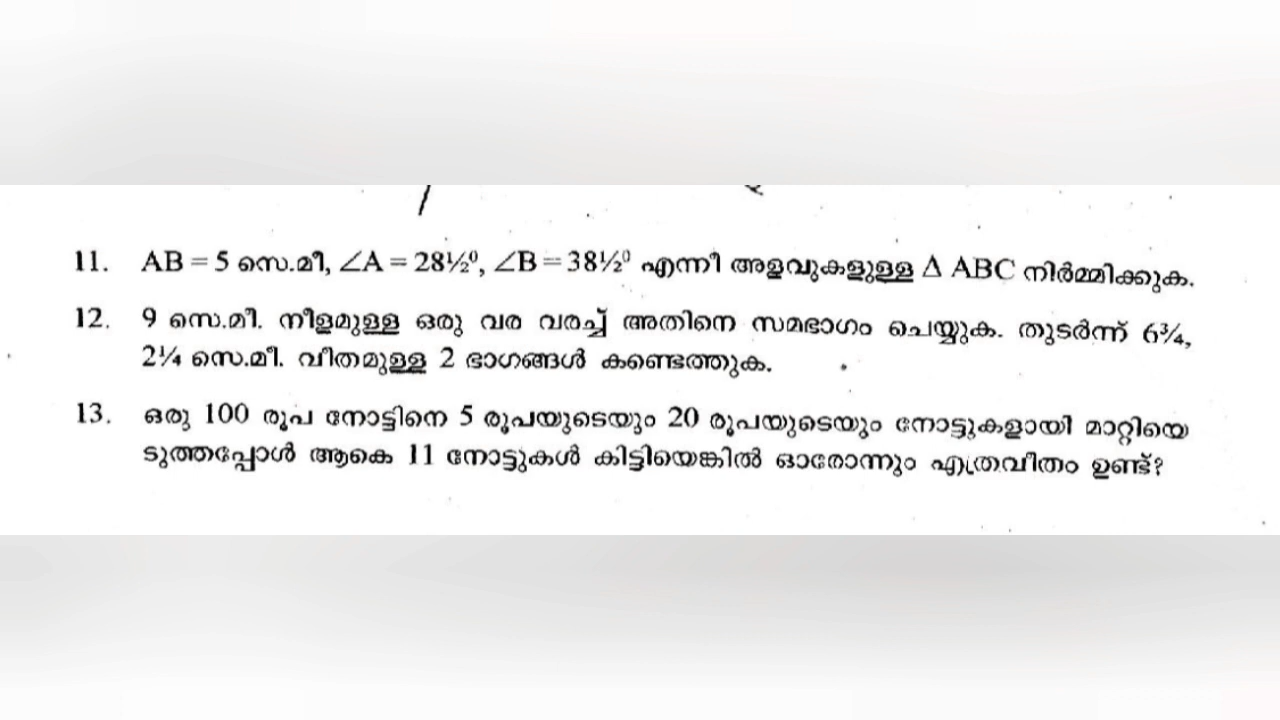 11. AB = 5 സെ.മീ, ∠A = 28½⁰, ∠B = 38½⁰ എന്നീ അളവുകളുള്ള Δ ABC നിർമ്മിക്കുക.
12. 9 സെ.മീ. നീളമുള്ള ഒരു വര വരച്ച് അതിനെ സമഭാഗം ചെയ്യുക. തുടർന്ന് 6¾,
2¼ സെ.മീ. വീതമുള്ള 2 ഭാഗങ്ങൾ കണ്ടെത്തുക.
13. ഒരു 100 രൂപ നോട്ടിനെ 5 രൂപയുടെയും 20 രൂപയുടെയും നോട്ടുകളായി മാറ്റിയെ
ടുത്തപ്പോൾ ആകെ 11 നോട്ടുകൾ കിട്ടിയെങ്കിൽ ഓരോന്നും എത്രവീതം ഉണ്ട്?